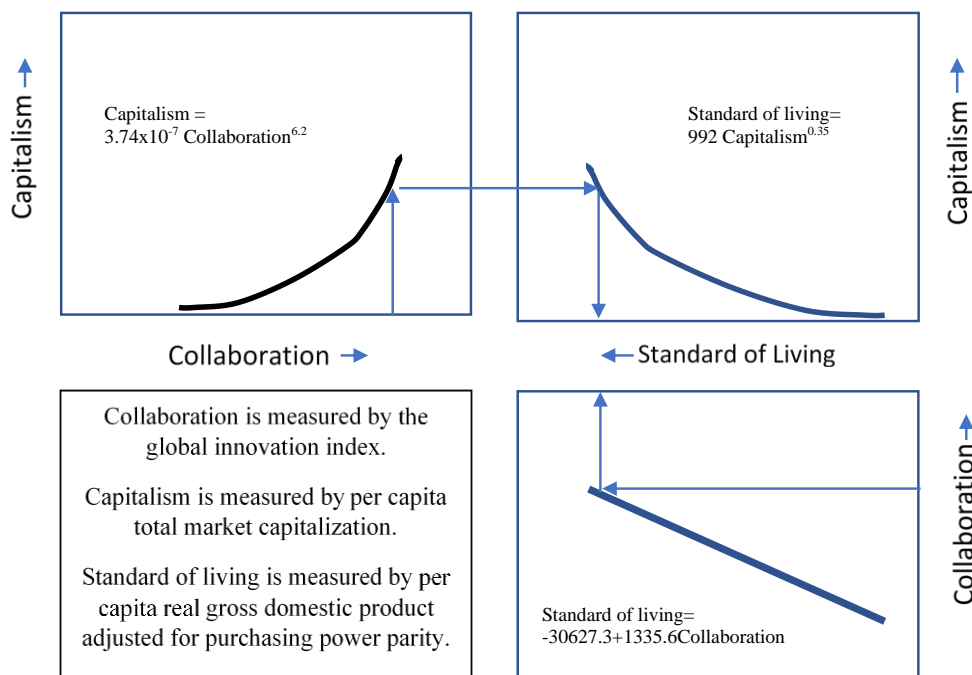 Capitalism →
Capitalism =
3.74x10⁻⁷ Collaboration⁶·²
Collaboration →
Standard of living=
992 Capitalism⁰·³⁵
Capitalism →
← Standard of Living
Collaboration is measured by the
global innovation index.
Capitalism is measured by per capita
total market capitalization.
Standard of living is measured by per
capita real gross domestic product
adjusted for purchasing power parity.
Standard of living=
-30627.3+1335.6Collaboration
Collaboration →